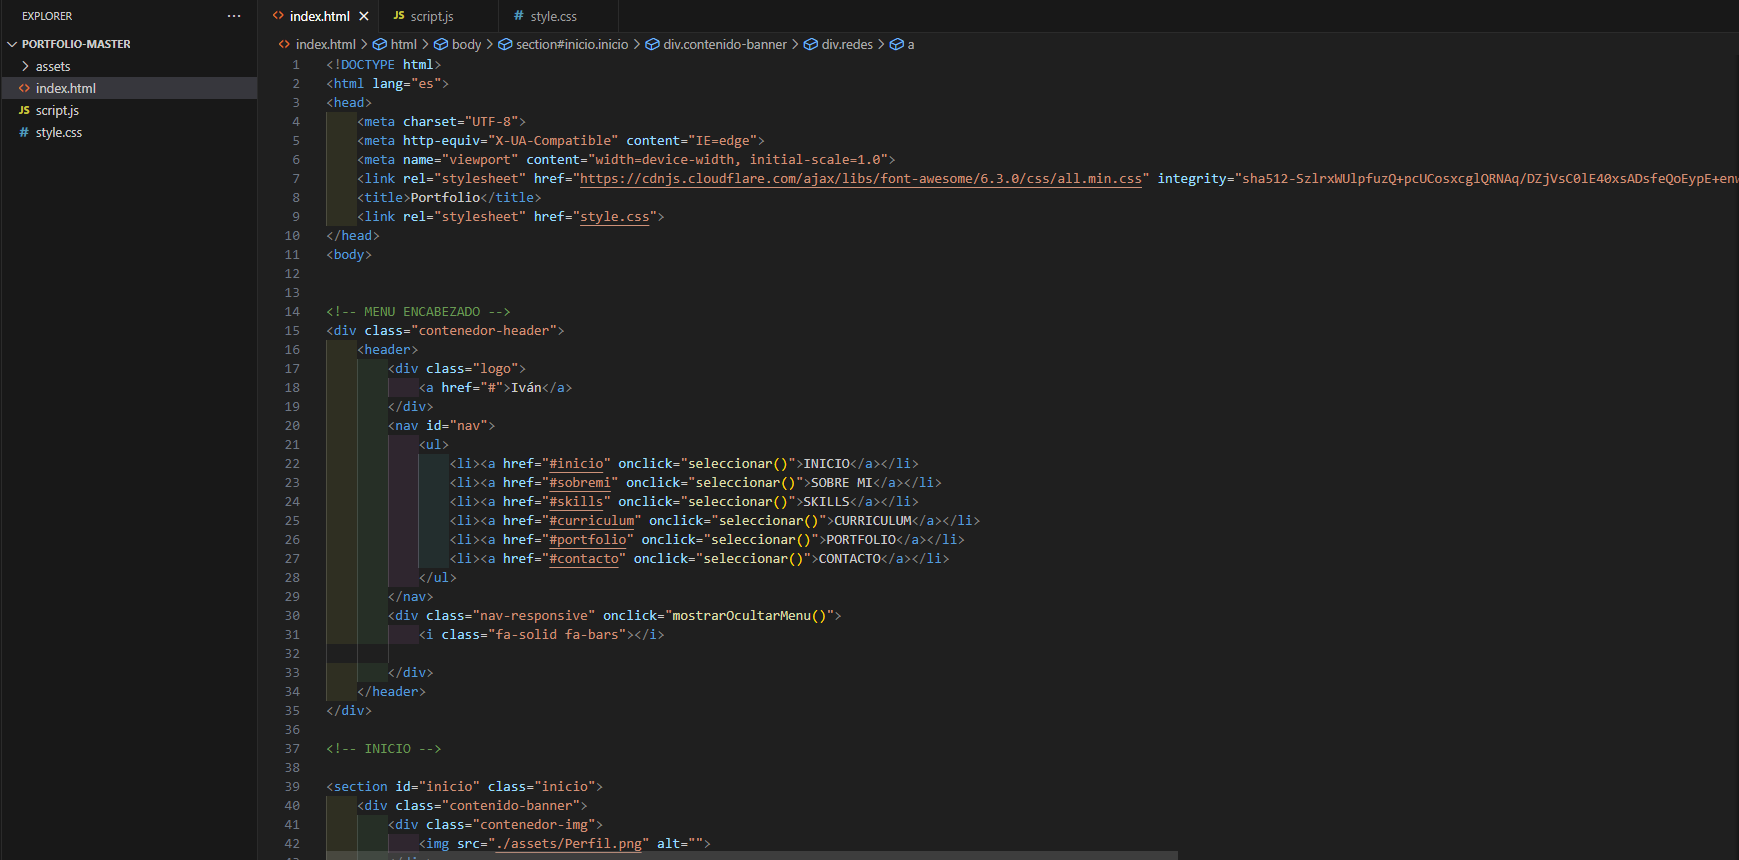 EXPLORER
PORTFOLIO-MASTER
assets
index.html
JS script.js
# style.css
index.html
JS script.js
# style.css
index.html > html > body > section#inicio.inicio > div.contenido-banner > div.redes > a
1 <!DOCTYPE html>
2 <html lang="es">
3 <head>
4 <meta charset="UTF-8">
5 <meta http-equiv="X-UA-Compatible" content="IE=edge">
6 <meta name="viewport" content="width=device-width, initial-scale=1.0">
7 <link rel="stylesheet" href="https://cdnjs.cloudflare.com/ajax/libs/font-awesome/6.3.0/css/all.min.css" integrity="sha512-SzlrxWUlpfuzQ+pcUCosxcglQRNAq/DZjVsC0lE40xsADsfeQoEypE+enw
8 <title>Portfolio</title>
9 <link rel="stylesheet" href="style.css">
10 </head>
11 <body>
12
13
14 <!-- MENU ENCABEZADO -->
15 <div class="contenedor-header">
16 <header>
17 <div class="logo">
18 <a href="#">Iván</a>
19 </div>
20 <nav id="nav">
21 <ul>
22 <li><a href="#inicio" onclick="seleccionar()">INICIO</a></li>
23 <li><a href="#sobremi" onclick="seleccionar()">SOBRE MI</a></li>
24 <li><a href="#skills" onclick="seleccionar()">SKILLS</a></li>
25 <li><a href="#curriculum" onclick="seleccionar()">CURRICULUM</a></li>
26 <li><a href="#portfolio" onclick="seleccionar()">PORTFOLIO</a></li>
27 <li><a href="#contacto" onclick="seleccionar()">CONTACTO</a></li>
28 </ul>
29 </nav>
30 <div class="nav-responsive" onclick="mostrarOcultarMenu()">
31 <i class="fa-solid fa-bars"></i>
32
33 </div>
34 </header>
35 </div>
36
37 <!-- INICIO -->
38
39 <section id="inicio" class="inicio">
40 <div class="contenido-banner">
41 <div class="contenedor-img">
42 <img src="./assets/Perfil.png" alt="">